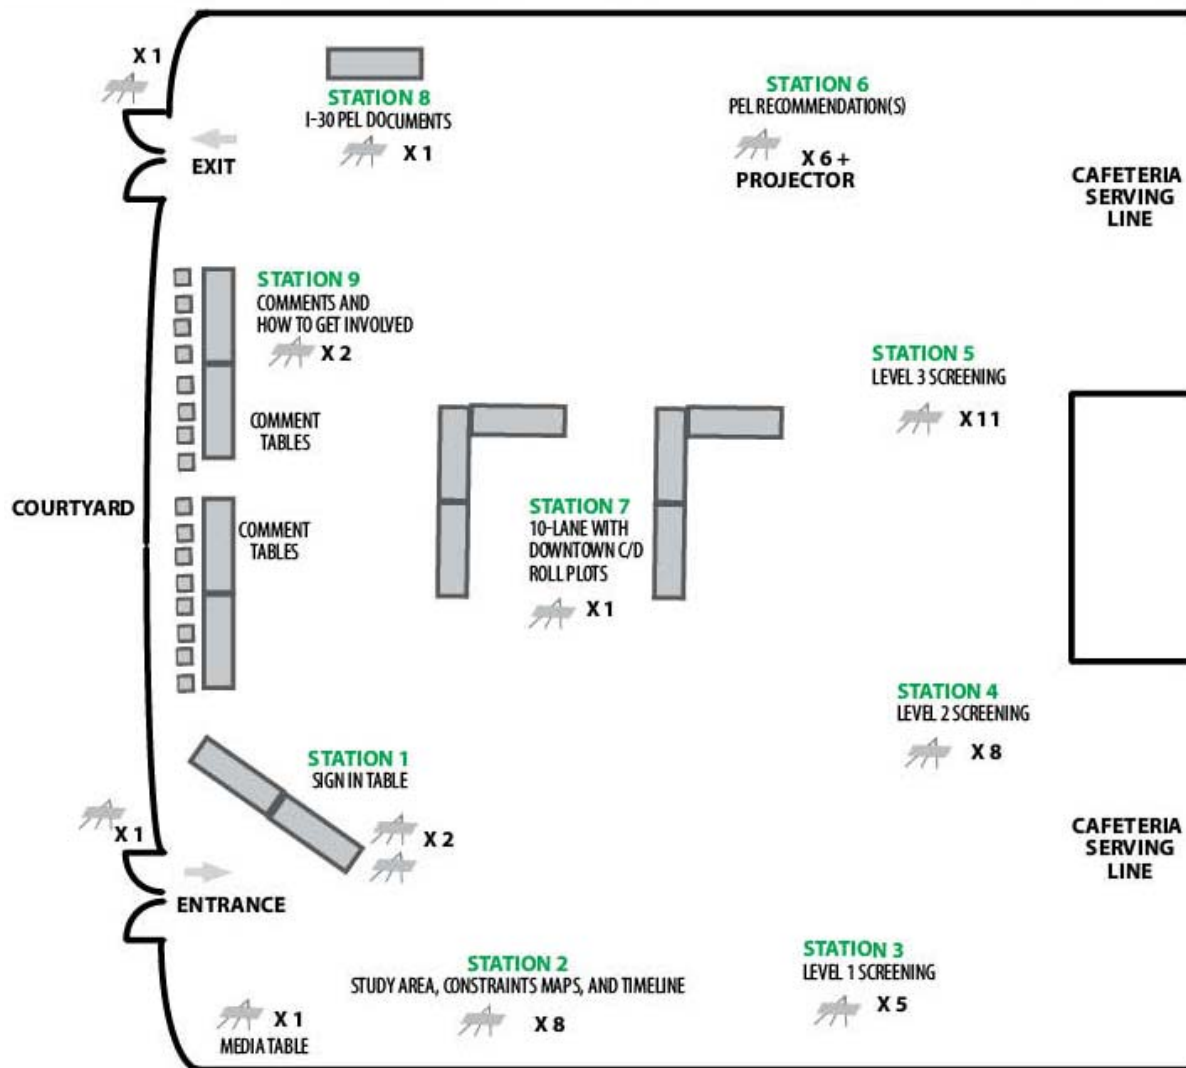 X 1
STATION 8
I-30 PEL DOCUMENTS
X 1
EXIT
STATION 6
PEL RECOMMENDATION(S)
X 6 +
PROJECTOR
CAFETERIA
SERVING
LINE
STATION 9
COMMENTS AND
HOW TO GET INVOLVED
X 2
COMMENT
TABLES
STATION 5
LEVEL 3 SCREENING
X 11
COURTYARD
COMMENT
TABLES
STATION 7
10-LANE WITH
DOWNTOWN C/D
ROLL PLOTS
X 1
STATION 4
LEVEL 2 SCREENING
X 8
STATION 1
SIGN IN TABLE
X 2
X 1
ENTRANCE
CAFETERIA
SERVING
LINE
STATION 2
STUDY AREA, CONSTRAINTS MAPS, AND TIMELINE
X 8
STATION 3
LEVEL 1 SCREENING
X 5
X 1
MEDIA TABLE